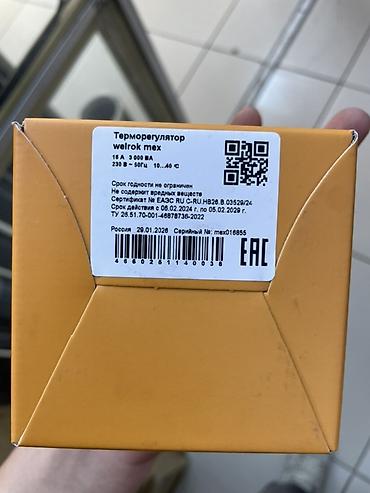 Терморегулятор
welrok mex
16 А 3 000 ВА
230 В ~ 50Гц 10...40 °С
Срок годности не ограничен
Не содержит вредных веществ
Сертификат № ЕАЭС RU С-RU.НВ26.В.03529/24
Срок действия с 06.02.2024 г. по 05.02.2029 г.
ТУ 26.51.70-001-46878736-2022
Россия 29.01.2026 Серийный №: mex016855
EAC
4660251140038